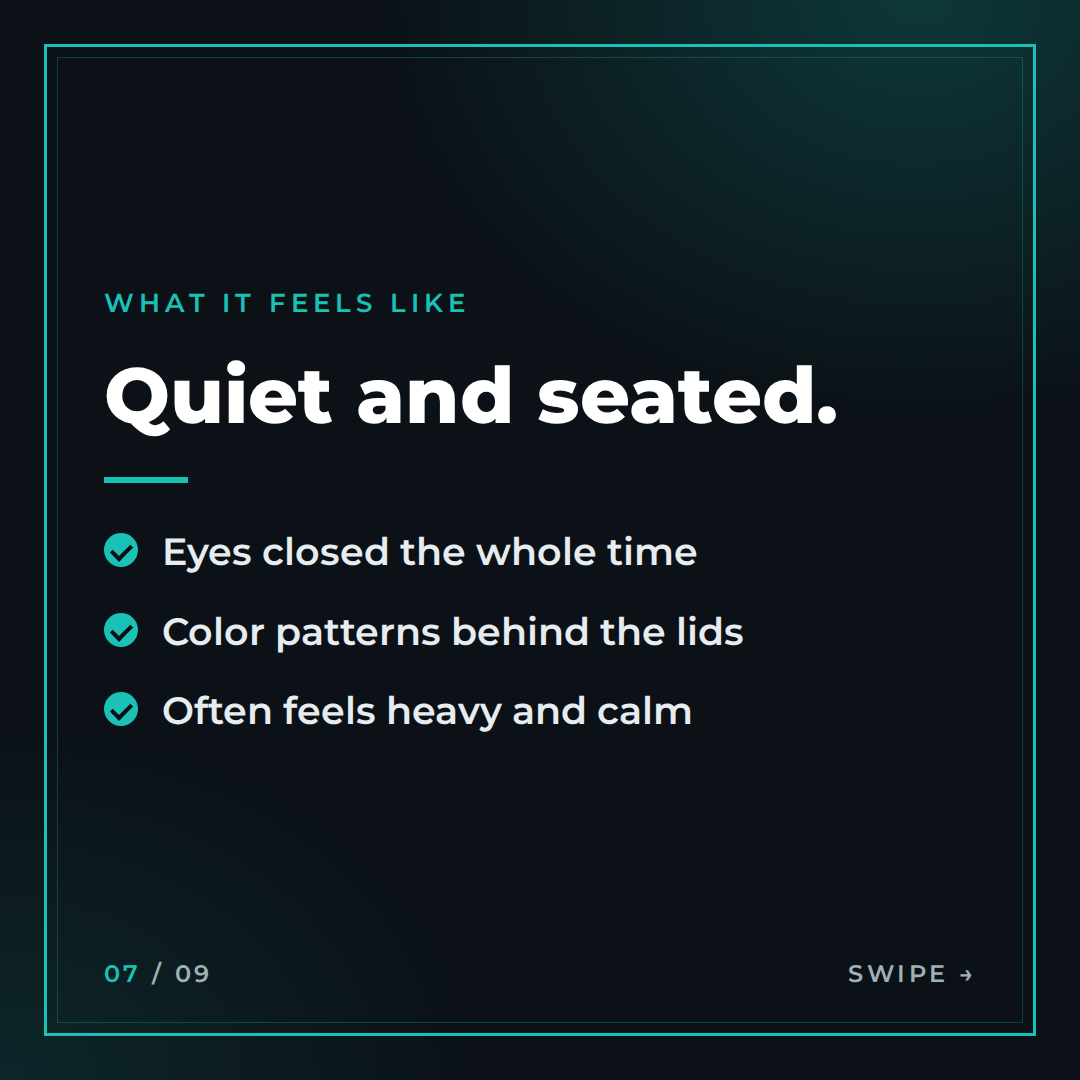 WHAT IT FEELS LIKE
Quiet and seated.
Eyes closed the whole time
Color patterns behind the lids
Often feels heavy and calm
07 / 09
SWIPE →